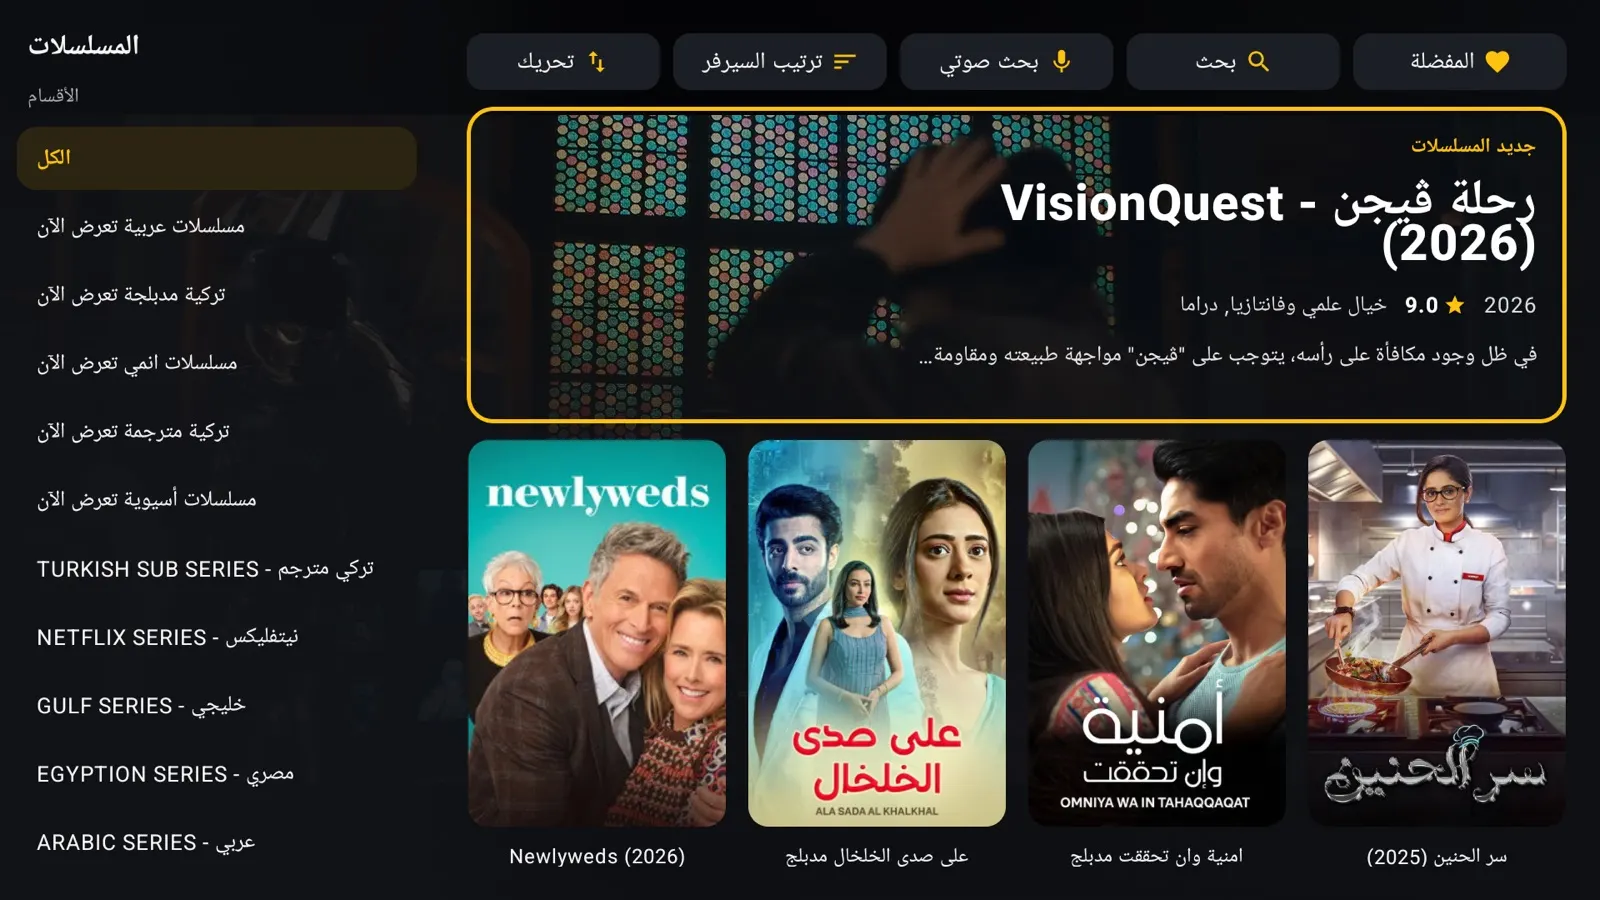 المسلسلات
الأقسام
الكل
مسلسلات عربية تعرض الآن
تركية مدبلجة تعرض الآن
مسلسلات انمي تعرض الآن
تركية مترجمة تعرض الآن
مسلسلات أسيوية تعرض الآن
TURKISH SUB SERIES - تركي مترجم
NETFLIX SERIES - نيتفليكس
GULF SERIES - خليجي
EGYPTION SERIES - مصري
ARABIC SERIES - عربي
المفضلة
بحث
بحث صوتي
ترتيب السيرفر
تحريك
جديد المسلسلات
رحلة ڤيجن - VisionQuest
(2026)
2026 9.0 خيال علمي وفانتازيا, دراما
في ظل وجود مكافأة على رأسه، يتوجب على "ڤيجن" مواجهة طبيعته ومقاومة...
سر الحنين
سر الحنين (2025)
أمنية
وإن تحققت
OMNIYA WA IN TAHAQQAQAT
امنية وان تحققت مدبلج
على صدى
الخلخال
ALA SADA AL KHALKHAL
على صدى الخلخال مدبلج
newlyweds
Newlyweds (2026)